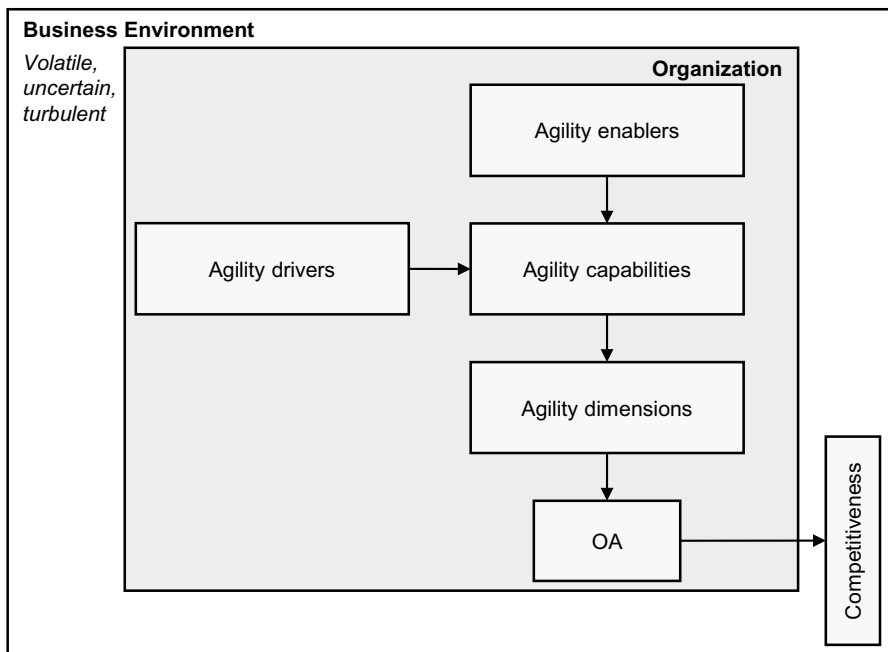 Business Environment
Volatile,
uncertain,
turbulent
Organization
Agility enablers
Agility drivers
Agility capabilities
Agility dimensions
OA
Competitiveness